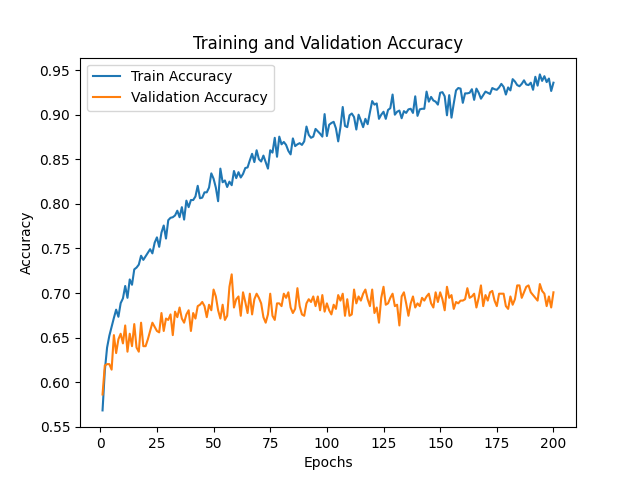 Training and Validation Accuracy
Train Accuracy
Validation Accuracy
Accuracy
0.95
0.90
0.85
0.80
0.75
0.70
0.65
0.60
0.55
0 25 50 75 100 125 150 175 200
Epochs